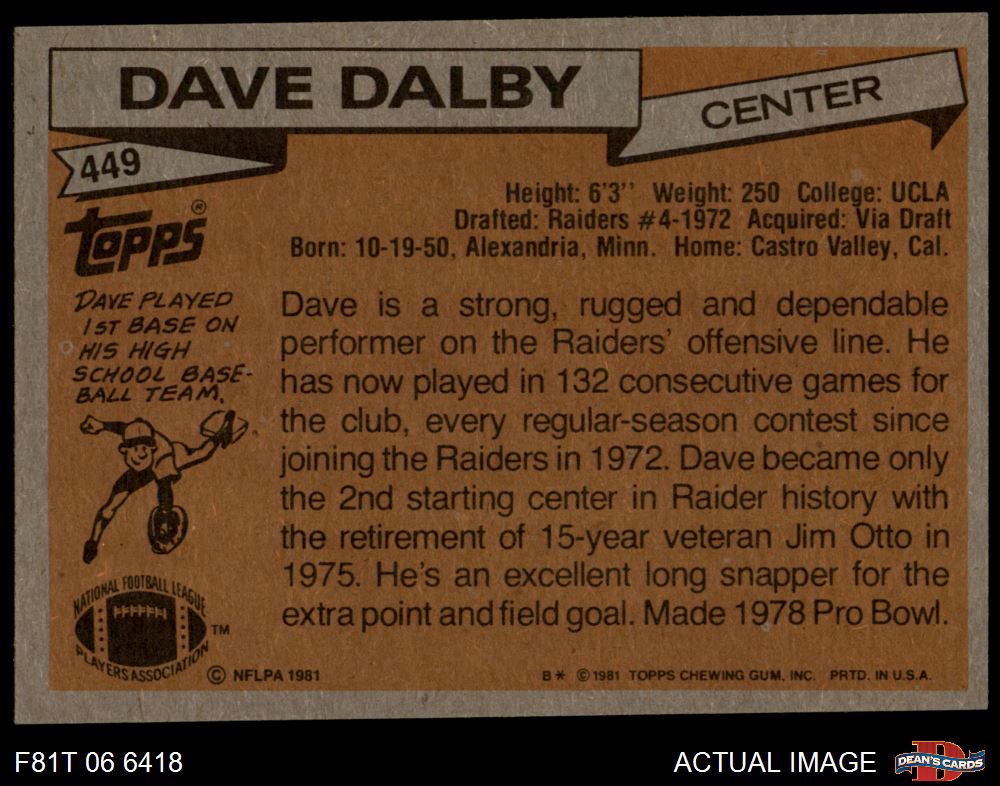 DAVE DALBY
CENTER
449
TOPPS®
Height: 6'3'' Weight: 250 College: UCLA
Drafted: Raiders #4-1972 Acquired: Via Draft
Born: 10-19-50, Alexandria, Minn. Home: Castro Valley, Cal.
DAVE PLAYED
1ST BASE ON
HIS HIGH
SCHOOL BASE-
BALL TEAM.
Dave is a strong, rugged and dependable
performer on the Raiders' offensive line. He
has now played in 132 consecutive games for
the club, every regular-season contest since
joining the Raiders in 1972. Dave became only
the 2nd starting center in Raider history with
the retirement of 15-year veteran Jim Otto in
1975. He's an excellent long snapper for the
extra point and field goal. Made 1978 Pro Bowl.
NATIONAL FOOTBALL LEAGUE
PLAYERS ASSOCIATION
TM
© NFLPA 1981
B* © 1981 TOPPS CHEWING GUM, INC. PRTD. IN U.S.A.
F81T 06 6418
ACTUAL IMAGE
D
DEAN'S CARDS